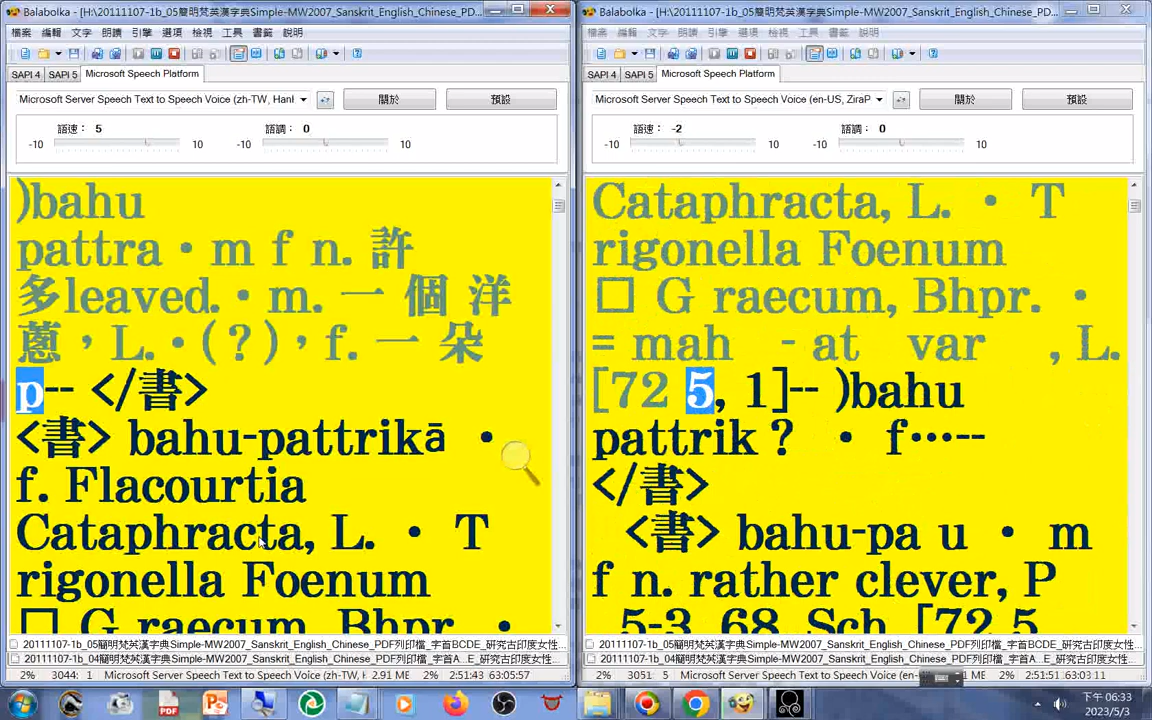 Balabolka - [H:\20111107-1b_05簡明梵英漢字典Simple-MW2007_Sanskrit_English_Chinese_PD...
檔案 編輯 文字 朗讀 引擎 選項 檢視 工具 書籤 說明
SAPI 4 SAPI 5 Microsoft Speech Platform
Microsoft Server Speech Text to Speech Voice (zh-TW, Hanl 關於 預設
語速： 5 語調： 0
-10 10 -10 10
)bahu
pattra・m f n. 許
多leaved.・m. 一 個 洋
蔥，L.・(？)，f. 一 朵
p-- </書>
<書> bahu-pattrikā ・
f. Flacourtia
Cataphracta, L. ・ T
rigonella Foenum
□ G raecum, Bhpr. ・
20111107-1b_05簡明梵英漢字典Simple-MW2007_Sanskrit_English_Chinese_PDF列印檔_字首BCDE_研究古印度女性...
20111107-1b_04簡明梵英漢字典Simple-MW2007_Sanskrit_English_Chinese_PDF列印檔_字首A...E_研究古印度女性...
2% 3044: 1 Microsoft Server Speech Text to Speech Voice (zh-TW, H 2.91 ME 2% 2:51:43 63:05:57
Balabolka - [H:\20111107-1b_05簡明梵英漢字典Simple-MW2007_Sanskrit_English_Chinese_PD...
檔案 編輯 文字 朗讀 引擎 選項 檢視 工具 書籤 說明
SAPI 4 SAPI 5 Microsoft Speech Platform
Microsoft Server Speech Text to Speech Voice (en-US, ZiraP 關於 預設
語速： -2 語調： 0
-10 10 -10 10
Cataphracta, L. ・ T
rigonella Foenum
□ G raecum, Bhpr. ・
= mah - at var , L.
[72 5, 1]-- )bahu
pattrik ? ・ f…--
</書>
<書> bahu-pa u ・ m
f n. rather clever, P
. 5-3, 68, Sch. [72 5
20111107-1b_05簡明梵英漢字典Simple-MW2007_Sanskrit_English_Chinese_PDF列印檔_字首BCDE_研究古印度女性...
20111107-1b_04簡明梵英漢字典Simple-MW2007_Sanskrit_English_Chinese_PDF列印檔_字首A...E_研究古印度女性...
2% 3051: 5 Microsoft Server Speech Text to Speech Voice (en-US, 2% 2:51:51 63:03:11
下午 06:33
2023/5/3